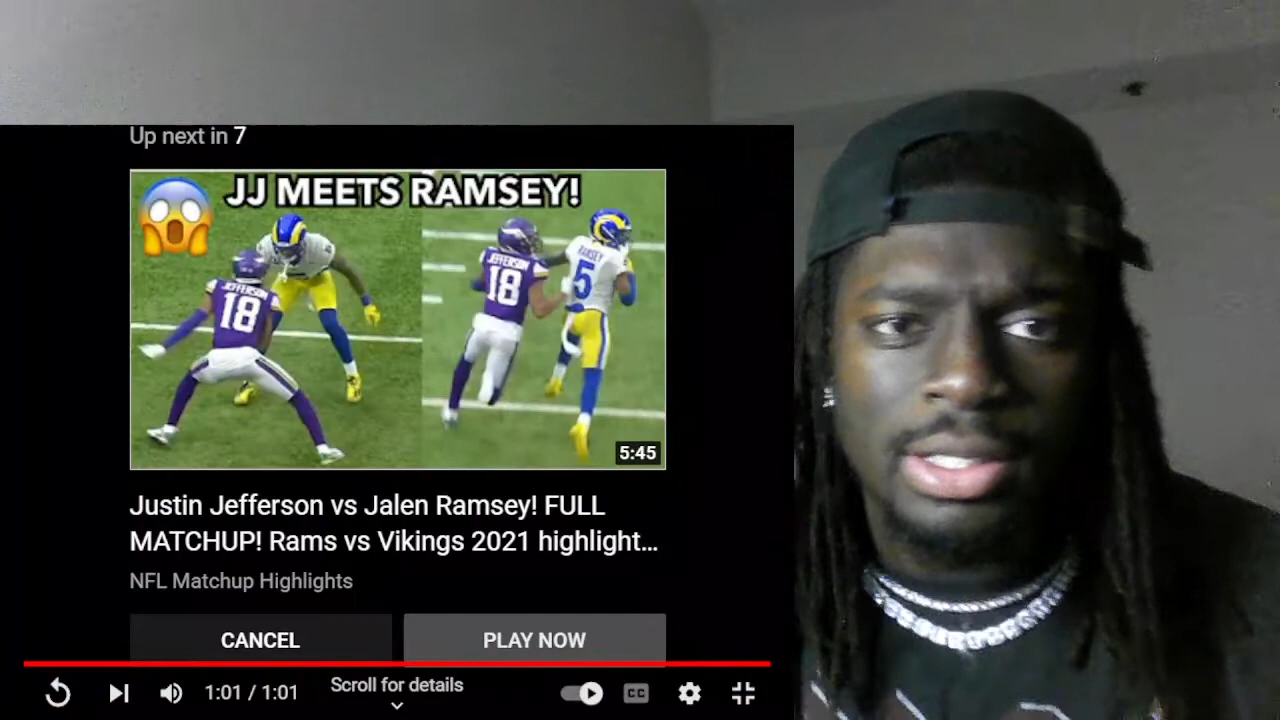 Up next in 7
JJ MEETS RAMSEY!
JEFFERSON
18
JEFFERSON
18
RAMSEY
5
5:45
Justin Jefferson vs Jalen Ramsey! FULL
MATCHUP! Rams vs Vikings 2021 highlight...
NFL Matchup Highlights
CANCEL
PLAY NOW
1:01 / 1:01
Scroll for details
CC